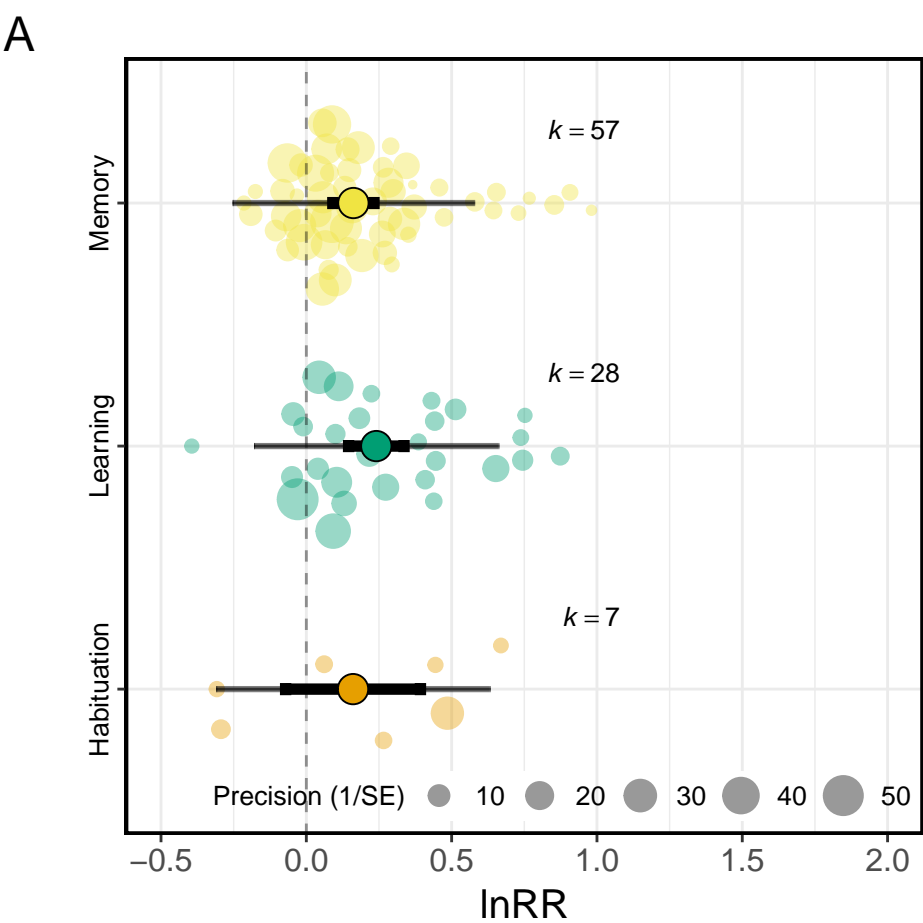 A
Memory
k = 57
Learning
k = 28
Habituation
k = 7
Precision (1/SE) 10 20 30 40 50
−0.5 0.0 0.5 1.0 1.5 2.0
lnRR